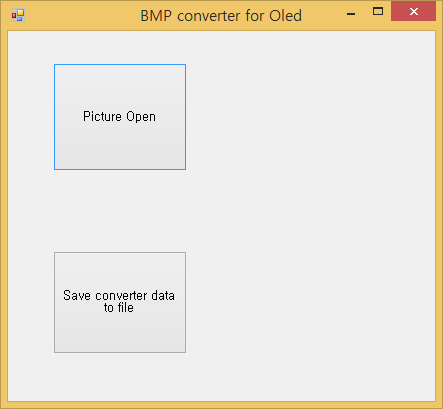 BMP converter for Oled
Picture Open
Save converter data
to file